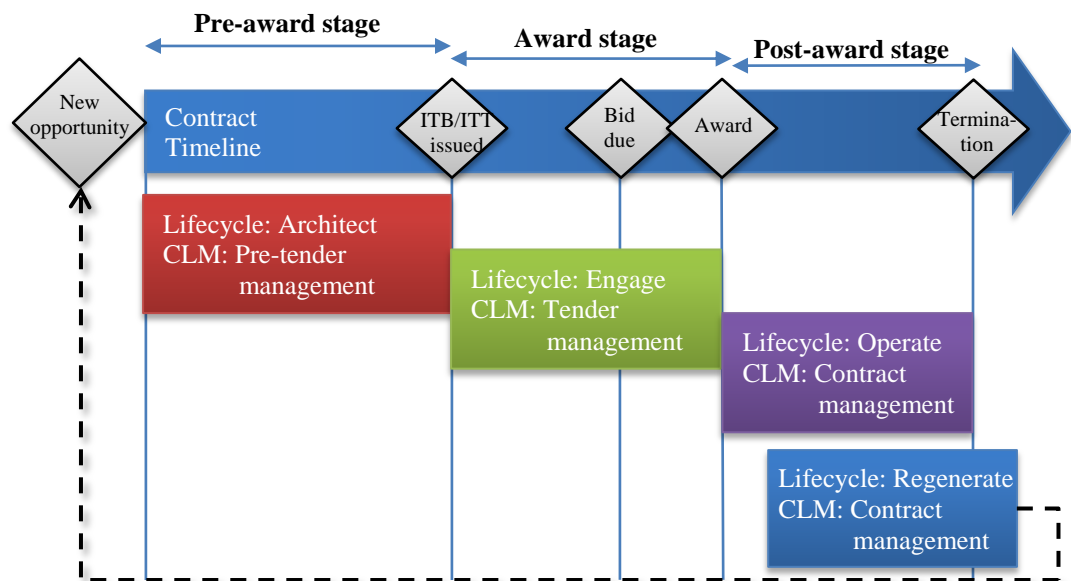 Pre-award stage
Award stage
Post-award stage
New
opportunity
Contract
Timeline
ITB/ITT
issued
Bid
due
Award
Termina-
tion
Lifecycle: Architect
CLM: Pre-tender
management
Lifecycle: Engage
CLM: Tender
management
Lifecycle: Operate
CLM: Contract
management
Lifecycle: Regenerate
CLM: Contract
management